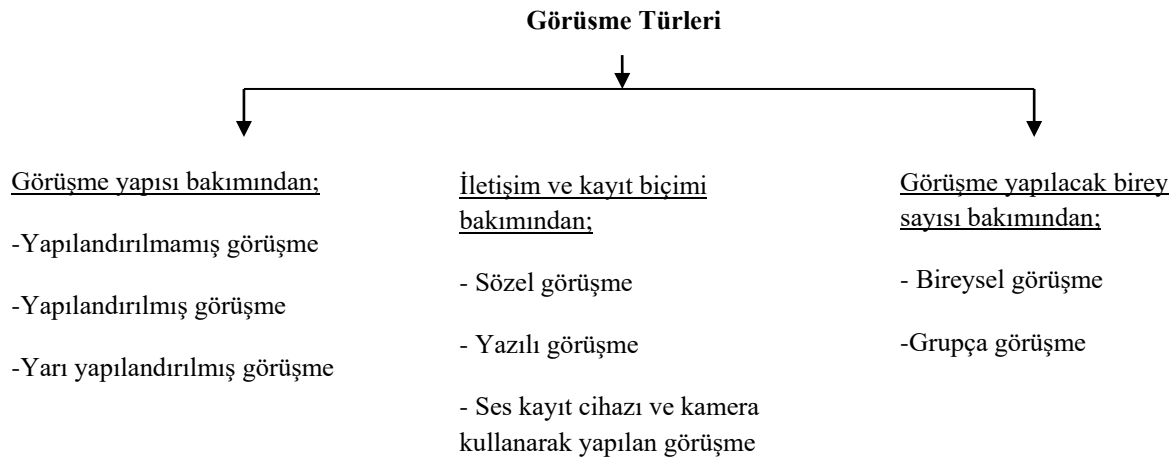 Görüsme Türleri
Görüşme yapısı bakımından;
-Yapılandırılmamış görüşme
-Yapılandırılmış görüşme
-Yarı yapılandırılmış görüşme
İletişim ve kayıt biçimi
bakımından;
- Sözel görüşme
- Yazılı görüşme
- Ses kayıt cihazı ve kamera
kullanarak yapılan görüşme
Görüşme yapılacak birey
sayısı bakımından;
- Bireysel görüşme
-Grupça görüşme